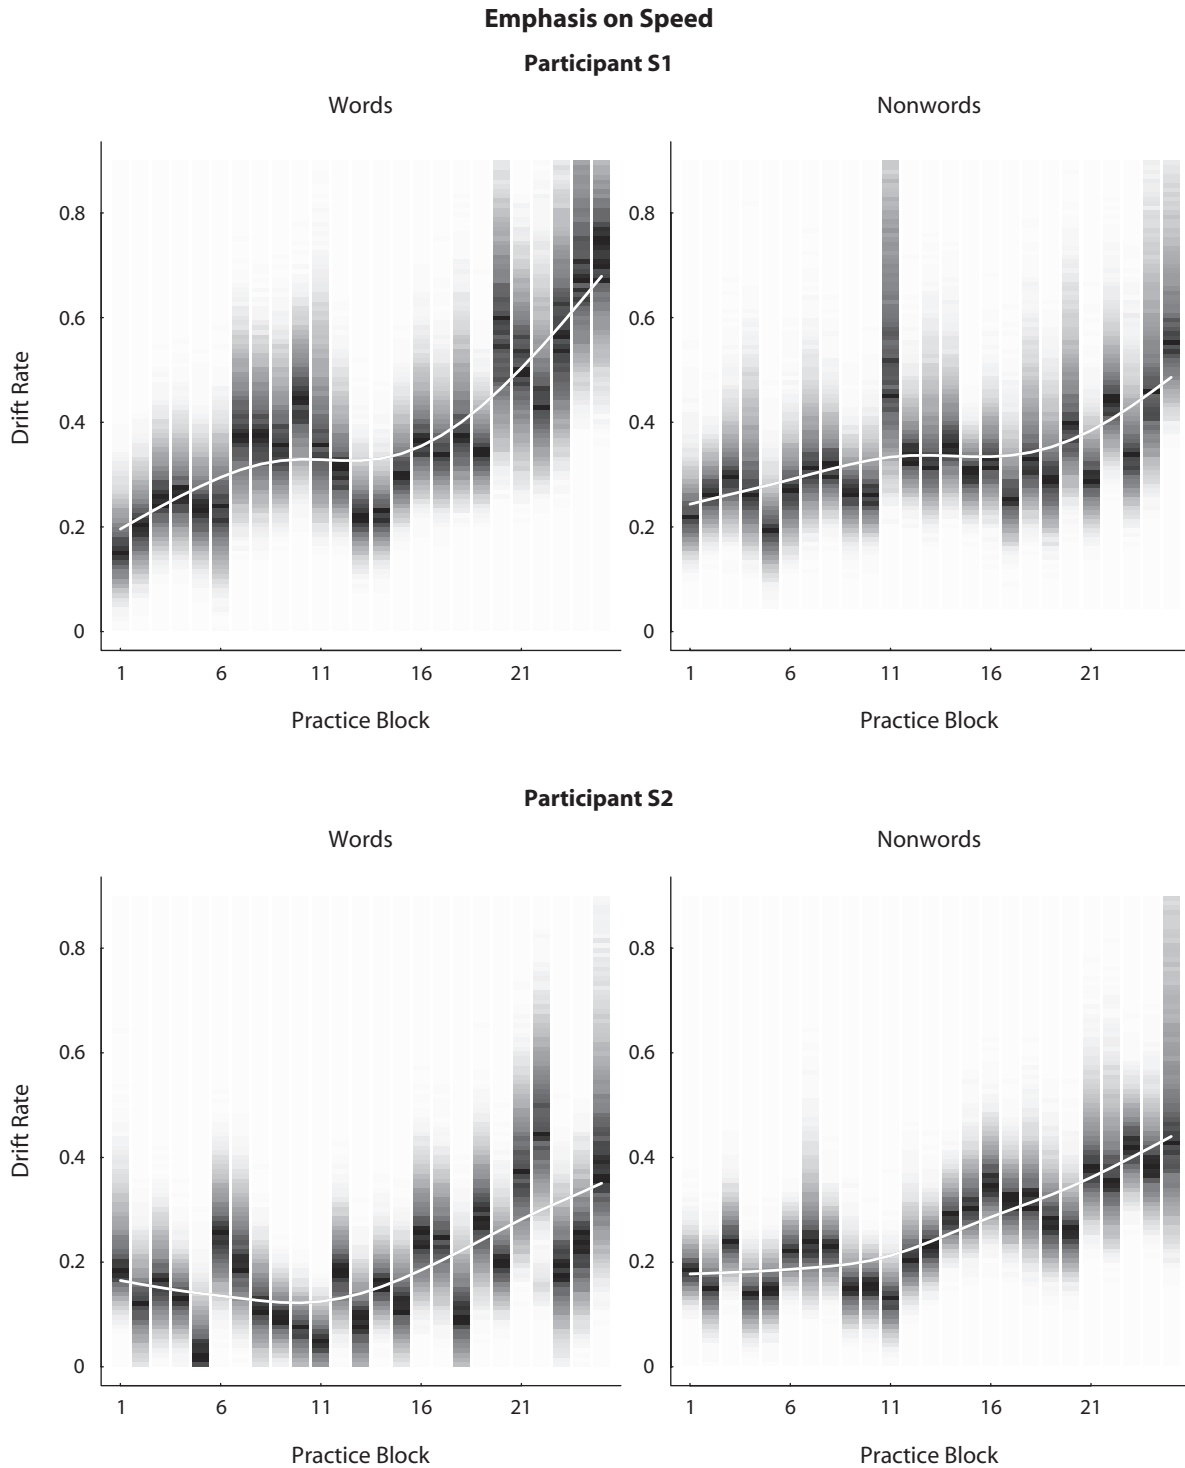 Emphasis on Speed
Participant S1
Words
Nonwords
Drift Rate
0.8
0.6
0.4
0.2
0
1 6 11 16 21
Practice Block
0.8
0.6
0.4
0.2
0
1 6 11 16 21
Practice Block
Participant S2
Words
Nonwords
Drift Rate
0.8
0.6
0.4
0.2
0
1 6 11 16 21
Practice Block
0.8
0.6
0.4
0.2
0
1 6 11 16 21
Practice Block